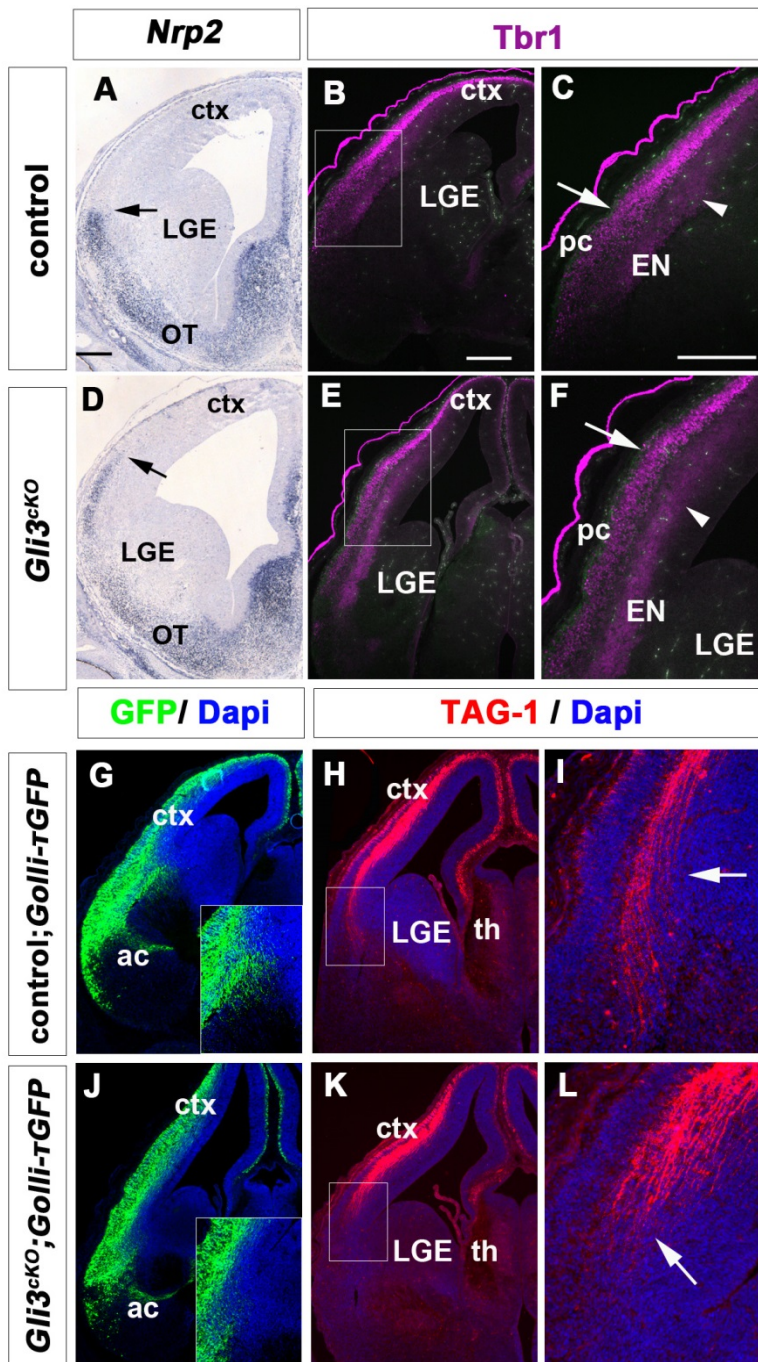 Nrp2
Tbr1
control
A
ctx
LGE
OT
B
ctx
LGE
C
pc
EN
Gli3cKO
D
ctx
LGE
OT
E
ctx
LGE
F
pc
EN
LGE
GFP/ Dapi
TAG-1 / Dapi
control;Golli-τGFP
G
ctx
ac
H
ctx
LGE
th
I
Gli3cKO;Golli-τGFP
J
ctx
ac
K
ctx
LGE
th
L